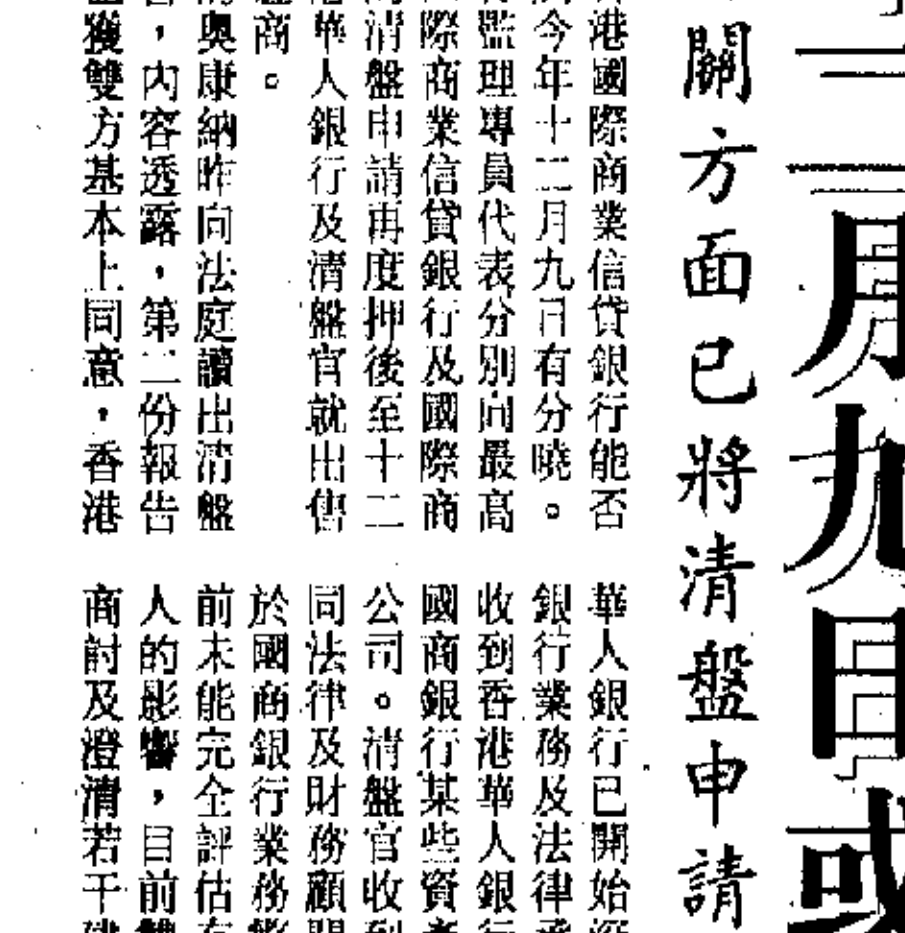 二月九日或
關方面已將清盤申請
港國際商業信貸銀行能否
今年十二月九日有分曉。
監理專員代表分別向最高
際商業信貸銀行及國際商
清盤申請再度押後至十二
華人銀行及清盤官就出售
商。
奧康納昨向法庭讀出清盤
，內容透露，第二份報告
獲雙方基本上同意，香港
華人銀行已開始
銀行業務及法律
收到香港華人銀行
國商銀行某些資產
公司。清盤官收到
同法律及財務顧問
於國商銀行業務
前未能完全評估
人的影響，目前雙
商討及澄清若干